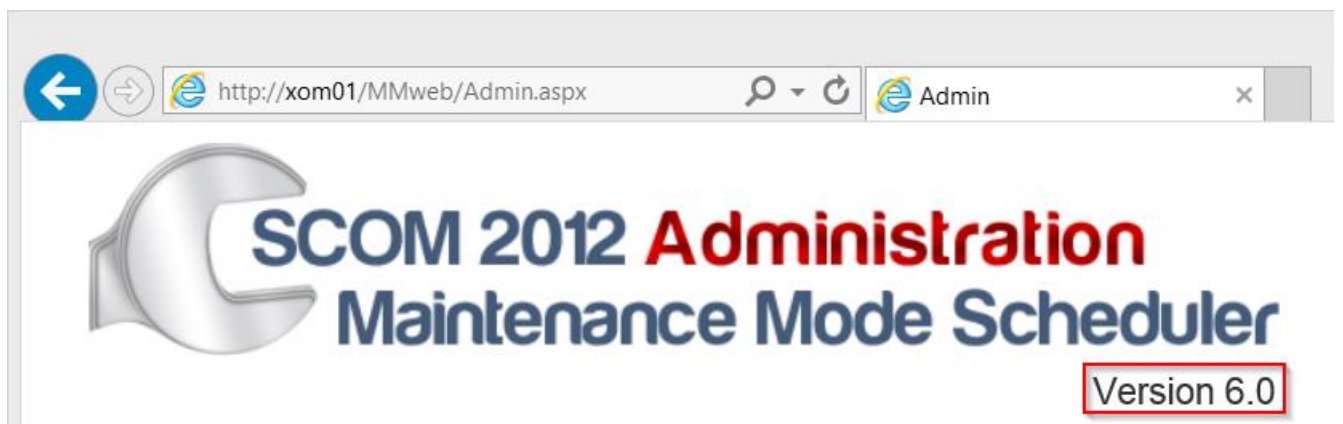 http://xom01/MMweb/Admin.aspx
Admin
SCOM 2012 Administration
Maintenance Mode Scheduler
Version 6.0